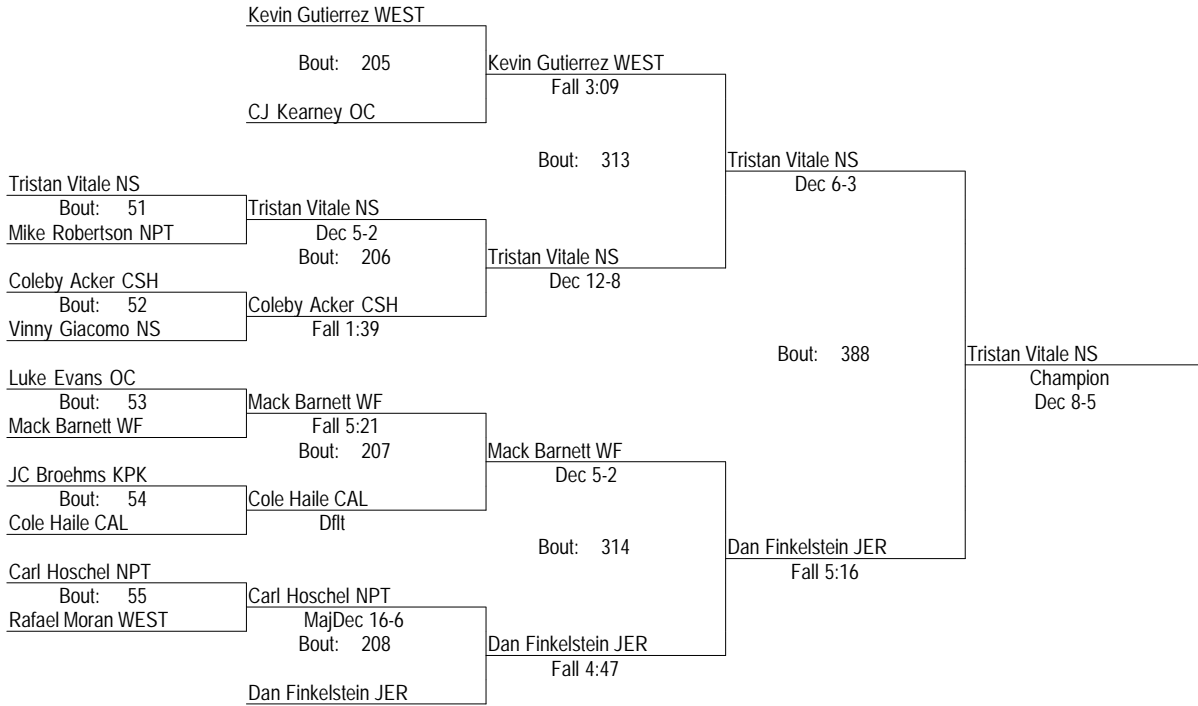 Kevin Gutierrez WEST
Bout: 205
Kevin Gutierrez WEST
Fall 3:09
CJ Kearney OC
Bout: 313
Tristan Vitale NS
Dec 6-3
Tristan Vitale NS
Bout: 51
Tristan Vitale NS
Mike Robertson NPT
Dec 5-2
Bout: 206
Tristan Vitale NS
Dec 12-8
Coleby Acker CSH
Bout: 52
Coleby Acker CSH
Vinny Giacomo NS
Fall 1:39
Bout: 388
Tristan Vitale NS
Champion
Dec 8-5
Luke Evans OC
Bout: 53
Mack Barnett WF
Mack Barnett WF
Fall 5:21
Bout: 207
Mack Barnett WF
Dec 5-2
JC Broehms KPK
Bout: 54
Cole Haile CAL
Cole Haile CAL
Dflt
Bout: 314
Dan Finkelstein JER
Fall 5:16
Carl Hoschel NPT
Bout: 55
Carl Hoschel NPT
Rafael Moran WEST
MajDec 16-6
Bout: 208
Dan Finkelstein JER
Fall 4:47
Dan Finkelstein JER